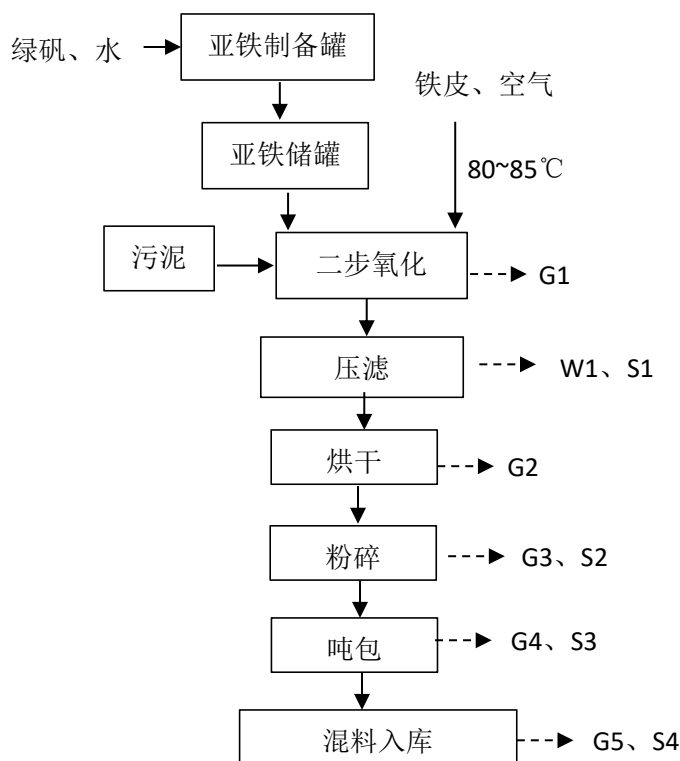 绿矾、水
亚铁制备罐
铁皮、空气
亚铁储罐
80~85℃
污泥
二步氧化
G1
压滤
W1、S1
烘干
G2
粉碎
G3、S2
吨包
G4、S3
混料入库
G5、S4